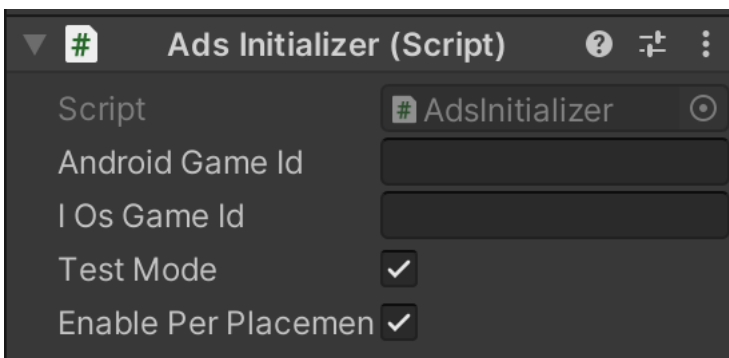 # Ads Initializer (Script)
Script # AdsInitializer
Android Game Id
I Os Game Id
Test Mode
Enable Per Placemen